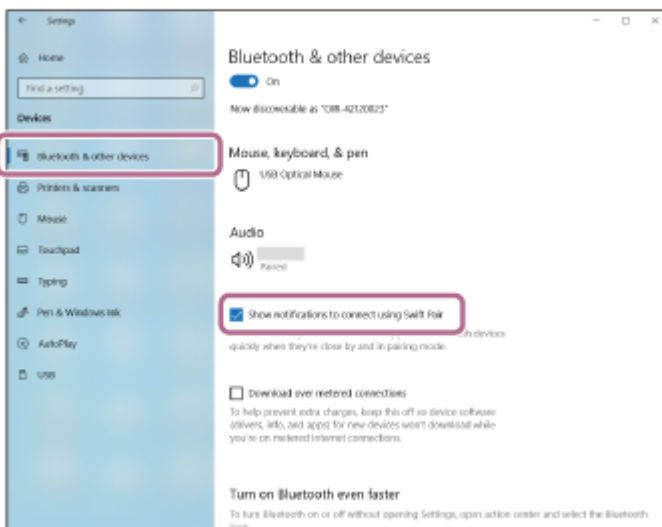 Settings
Home
Find a setting
Devices
Bluetooth & other devices
Printers & scanners
Mouse
Touchpad
Typing
Pen & Windows Ink
AutoPlay
USB
Bluetooth & other devices
On
Now discoverable as
Mouse, keyboard, & pen
USB Optical Mouse
Audio
Paired
Show notifications to connect using Swift Pair
devices
quickly when they're close by and in pairing mode.
Download over metered connections
To help prevent extra charges, keep this off so device software
(drivers, info, and apps) for new devices won't download while
you're on metered Internet connections.
Turn on Bluetooth even faster
To turn Bluetooth on or off without opening Settings, open action center and select the Bluetooth